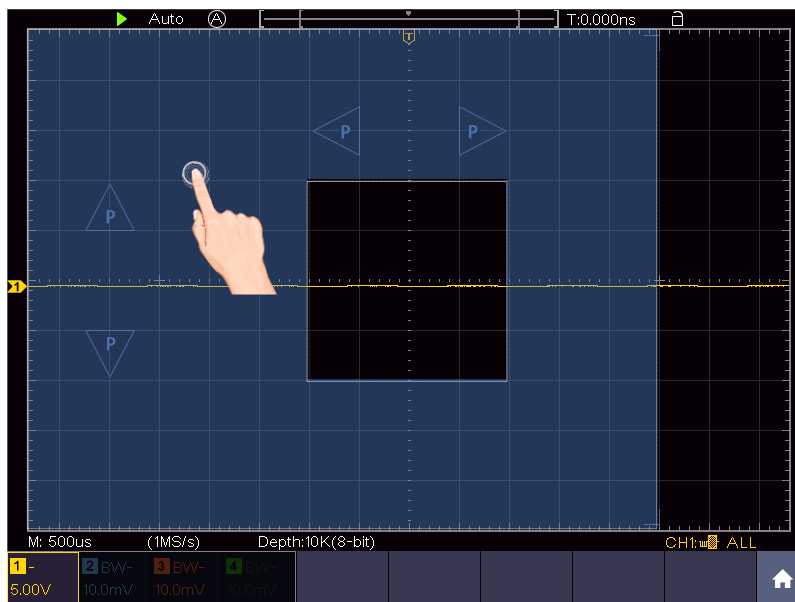 Auto A T:0.000ns
T
P P
P
1
P
M: 500us (1MS/s) Depth:10K(8-bit) CH1: ALL
1 - 2 BW- 3 BW- 4 BW-
5.00V 10.0mV 10.0mV 10.0mV